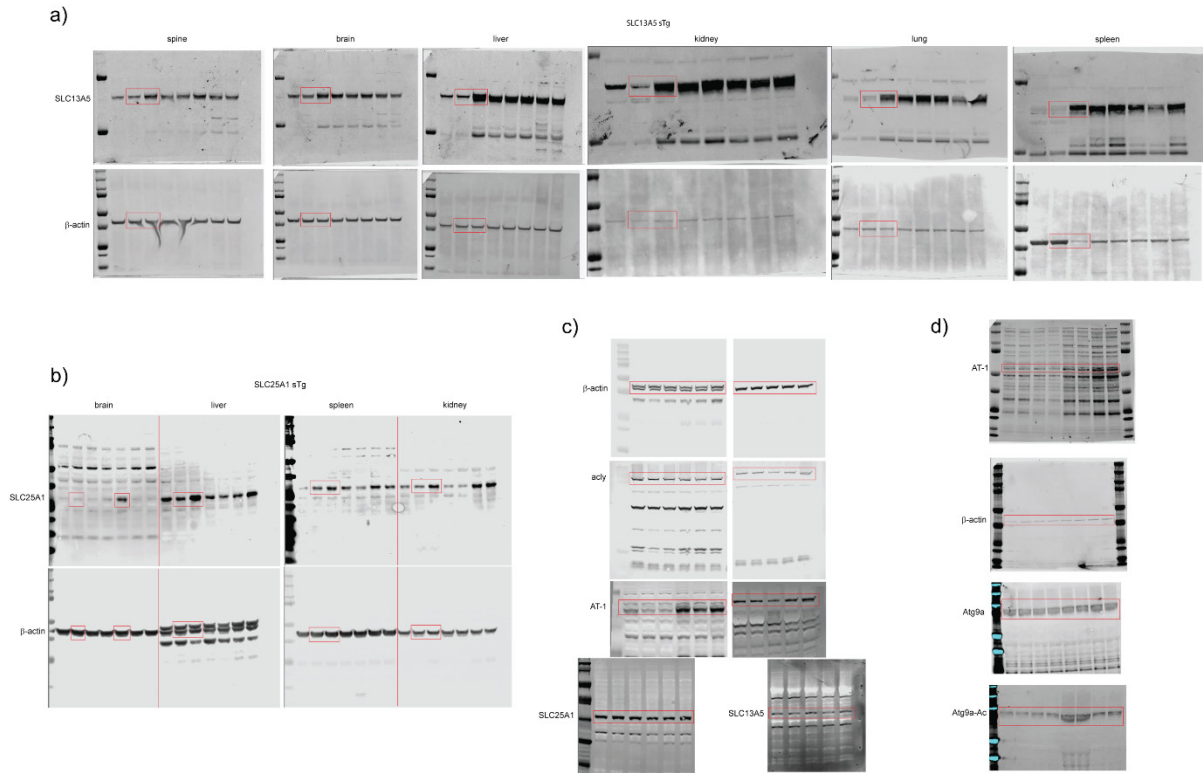 a)
SLC13A5 sTg
spine brain liver kidney lung spleen
SLC13A5
β-actin
b)
SLC25A1 sTg
brain liver spleen kidney
SLC25A1
β-actin
c)
β-actin
acly
AT-1
SLC25A1
SLC13A5
d)
AT-1
β-actin
Atg9a
Atg9a-Ac